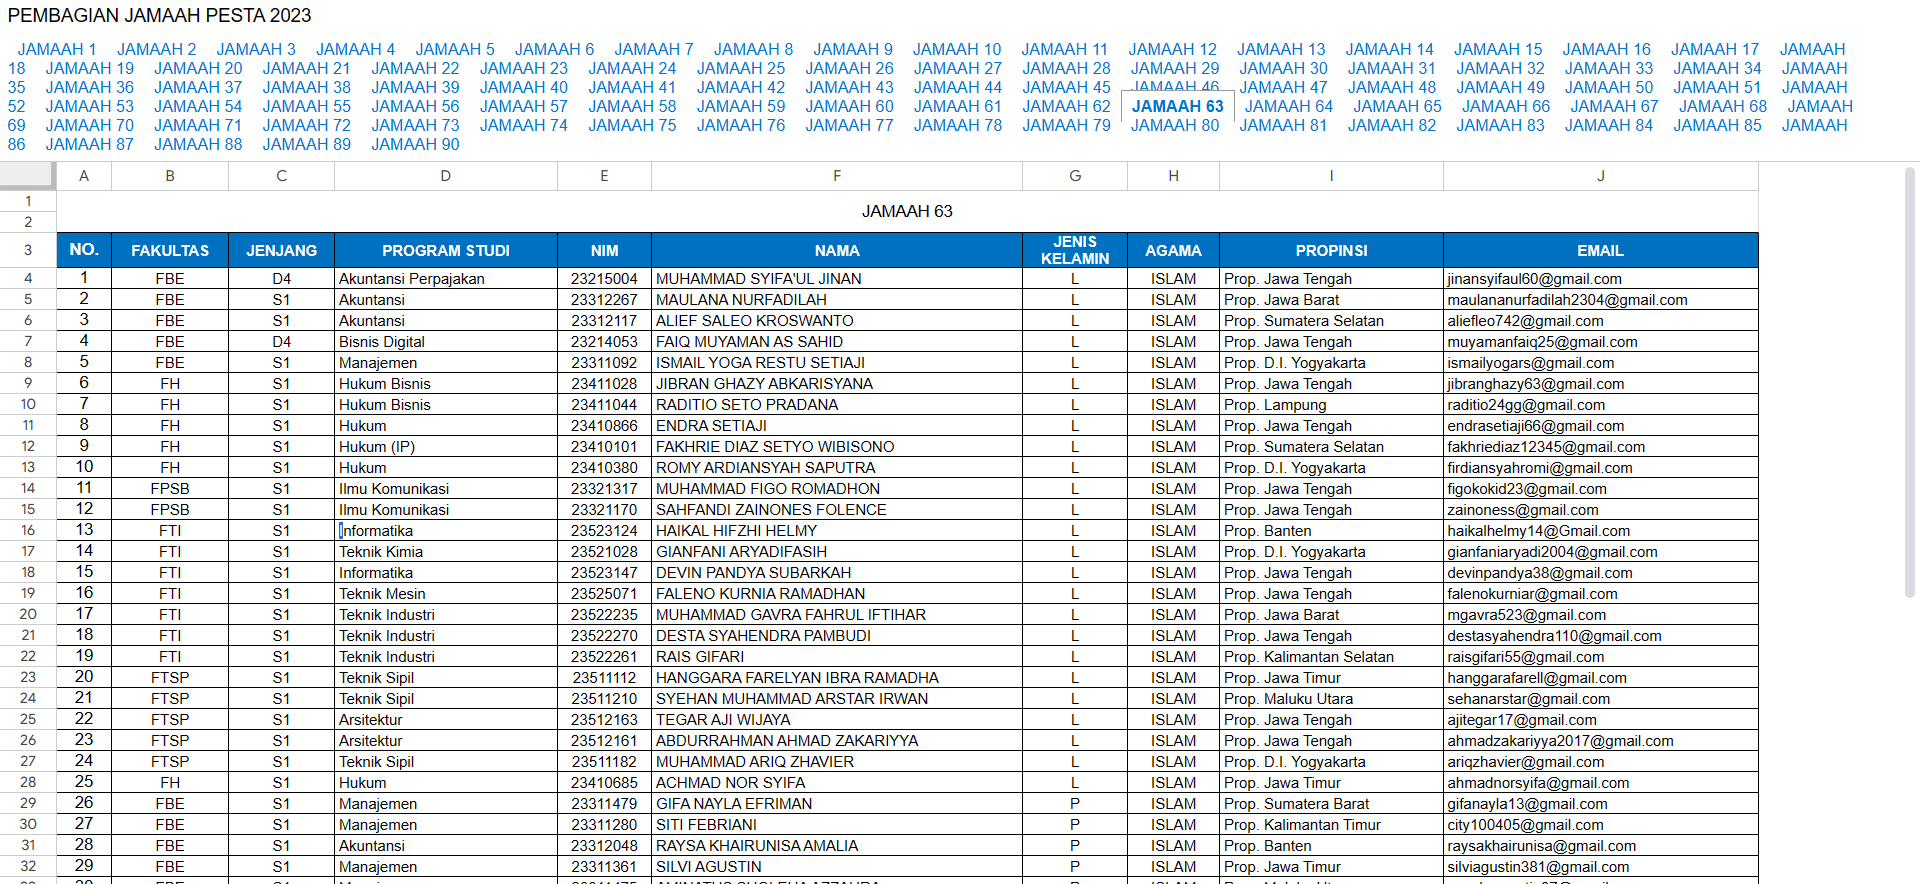 PEMBAGIAN JAMAAH PESTA 2023
JAMAAH 1 JAMAAH 2 JAMAAH 3 JAMAAH 4 JAMAAH 5 JAMAAH 6 JAMAAH 7 JAMAAH 8 JAMAAH 9 JAMAAH 10 JAMAAH 11 JAMAAH 12 JAMAAH 13 JAMAAH 14 JAMAAH 15 JAMAAH 16 JAMAAH 17 JAMAAH
18 JAMAAH 19 JAMAAH 20 JAMAAH 21 JAMAAH 22 JAMAAH 23 JAMAAH 24 JAMAAH 25 JAMAAH 26 JAMAAH 27 JAMAAH 28 JAMAAH 29 JAMAAH 30 JAMAAH 31 JAMAAH 32 JAMAAH 33 JAMAAH 34 JAMAAH
35 JAMAAH 36 JAMAAH 37 JAMAAH 38 JAMAAH 39 JAMAAH 40 JAMAAH 41 JAMAAH 42 JAMAAH 43 JAMAAH 44 JAMAAH 45 JAMAAH 46 JAMAAH 47 JAMAAH 48 JAMAAH 49 JAMAAH 50 JAMAAH 51 JAMAAH
52 JAMAAH 53 JAMAAH 54 JAMAAH 55 JAMAAH 56 JAMAAH 57 JAMAAH 58 JAMAAH 59 JAMAAH 60 JAMAAH 61 JAMAAH 62 JAMAAH 63 JAMAAH 64 JAMAAH 65 JAMAAH 66 JAMAAH 67 JAMAAH 68 JAMAAH
69 JAMAAH 70 JAMAAH 71 JAMAAH 72 JAMAAH 73 JAMAAH 74 JAMAAH 75 JAMAAH 76 JAMAAH 77 JAMAAH 78 JAMAAH 79 JAMAAH 80 JAMAAH 81 JAMAAH 82 JAMAAH 83 JAMAAH 84 JAMAAH 85 JAMAAH
86 JAMAAH 87 JAMAAH 88 JAMAAH 89 JAMAAH 90
A B C D E F G H I J
1
JAMAAH 63
2
3 NO. FAKULTAS JENJANG PROGRAM STUDI NIM NAMA JENIS KELAMIN AGAMA PROPINSI EMAIL
4 1 FBE D4 Akuntansi Perpajakan 23215004 MUHAMMAD SYIFA'UL JINAN L ISLAM Prop. Jawa Tengah jinansyifaul60@gmail.com
5 2 FBE S1 Akuntansi 23312267 MAULANA NURFADILAH L ISLAM Prop. Jawa Barat maulananurfadilah2304@gmail.com
6 3 FBE S1 Akuntansi 23312117 ALIEF SALEO KROSWANTO L ISLAM Prop. Sumatera Selatan aliefleo742@gmail.com
7 4 FBE D4 Bisnis Digital 23214053 FAIQ MUYAMAN AS SAHID L ISLAM Prop. Jawa Tengah muyamanfaiq25@gmail.com
8 5 FBE S1 Manajemen 23311092 ISMAIL YOGA RESTU SETIAJI L ISLAM Prop. D.I. Yogyakarta ismailyogars@gmail.com
9 6 FH S1 Hukum Bisnis 23411028 JIBRAN GHAZY ABKARISYANA L ISLAM Prop. Jawa Tengah jibranghazy63@gmail.com
10 7 FH S1 Hukum Bisnis 23411044 RADITIO SETO PRADANA L ISLAM Prop. Lampung raditio24gg@gmail.com
11 8 FH S1 Hukum 23410866 ENDRA SETIAJI L ISLAM Prop. Jawa Tengah endrasetiaji66@gmail.com
12 9 FH S1 Hukum (IP) 23410101 FAKHRIE DIAZ SETYO WIBISONO L ISLAM Prop. Sumatera Selatan fakhriediaz12345@gmail.com
13 10 FH S1 Hukum 23410380 ROMY ARDIANSYAH SAPUTRA L ISLAM Prop. D.I. Yogyakarta firdiansyahromi@gmail.com
14 11 FPSB S1 Ilmu Komunikasi 23321317 MUHAMMAD FIGO ROMADHON L ISLAM Prop. Jawa Tengah figokokid23@gmail.com
15 12 FPSB S1 Ilmu Komunikasi 23321170 SAHFANDI ZAINONES FOLENCE L ISLAM Prop. Jawa Tengah zainoness@gmail.com
16 13 FTI S1 Informatika 23523124 HAIKAL HIFZHI HELMY L ISLAM Prop. Banten haikalhelmy14@Gmail.com
17 14 FTI S1 Teknik Kimia 23521028 GIANFANI ARYADIFASIH L ISLAM Prop. D.I. Yogyakarta gianfaniaryadi2004@gmail.com
18 15 FTI S1 Informatika 23523147 DEVIN PANDYA SUBARKAH L ISLAM Prop. Jawa Tengah devinpandya38@gmail.com
19 16 FTI S1 Teknik Mesin 23525071 FALENO KURNIA RAMADHAN L ISLAM Prop. Jawa Tengah falenokurniar@gmail.com
20 17 FTI S1 Teknik Industri 23522235 MUHAMMAD GAVRA FAHRUL IFTIHAR L ISLAM Prop. Jawa Barat mgavra523@gmail.com
21 18 FTI S1 Teknik Industri 23522270 DESTA SYAHENDRA PAMBUDI L ISLAM Prop. Jawa Tengah destasyahendra110@gmail.com
22 19 FTI S1 Teknik Industri 23522261 RAIS GIFARI L ISLAM Prop. Kalimantan Selatan raisgifari55@gmail.com
23 20 FTSP S1 Teknik Sipil 23511112 HANGGARA FARELYAN IBRA RAMADHA L ISLAM Prop. Jawa Timur hanggarafarell@gmail.com
24 21 FTSP S1 Teknik Sipil 23511210 SYEHAN MUHAMMAD ARSTAR IRWAN L ISLAM Prop. Maluku Utara sehanarstar@gmail.com
25 22 FTSP S1 Arsitektur 23512163 TEGAR AJI WIJAYA L ISLAM Prop. Jawa Tengah ajitegar17@gmail.com
26 23 FTSP S1 Arsitektur 23512161 ABDURRAHMAN AHMAD ZAKARIYYA L ISLAM Prop. Jawa Tengah ahmadzakariyya2017@gmail.com
27 24 FTSP S1 Teknik Sipil 23511182 MUHAMMAD ARIQ ZHAVIER L ISLAM Prop. D.I. Yogyakarta ariqzhavier@gmail.com
28 25 FH S1 Hukum 23410685 ACHMAD NOR SYIFA L ISLAM Prop. Jawa Timur ahmadnorsyifa@gmail.com
29 26 FBE S1 Manajemen 23311479 GIFA NAYLA EFRIMAN P ISLAM Prop. Sumatera Barat gifanayla13@gmail.com
30 27 FBE S1 Manajemen 23311280 SITI FEBRIANI P ISLAM Prop. Kalimantan Timur city100405@gmail.com
31 28 FBE S1 Akuntansi 23312048 RAYSA KHAIRUNISA AMALIA P ISLAM Prop. Banten raysakhairunisa@gmail.com
32 29 FBE S1 Manajemen 23311361 SILVI AGUSTIN P ISLAM Prop. Jawa Timur silviagustin381@gmail.com